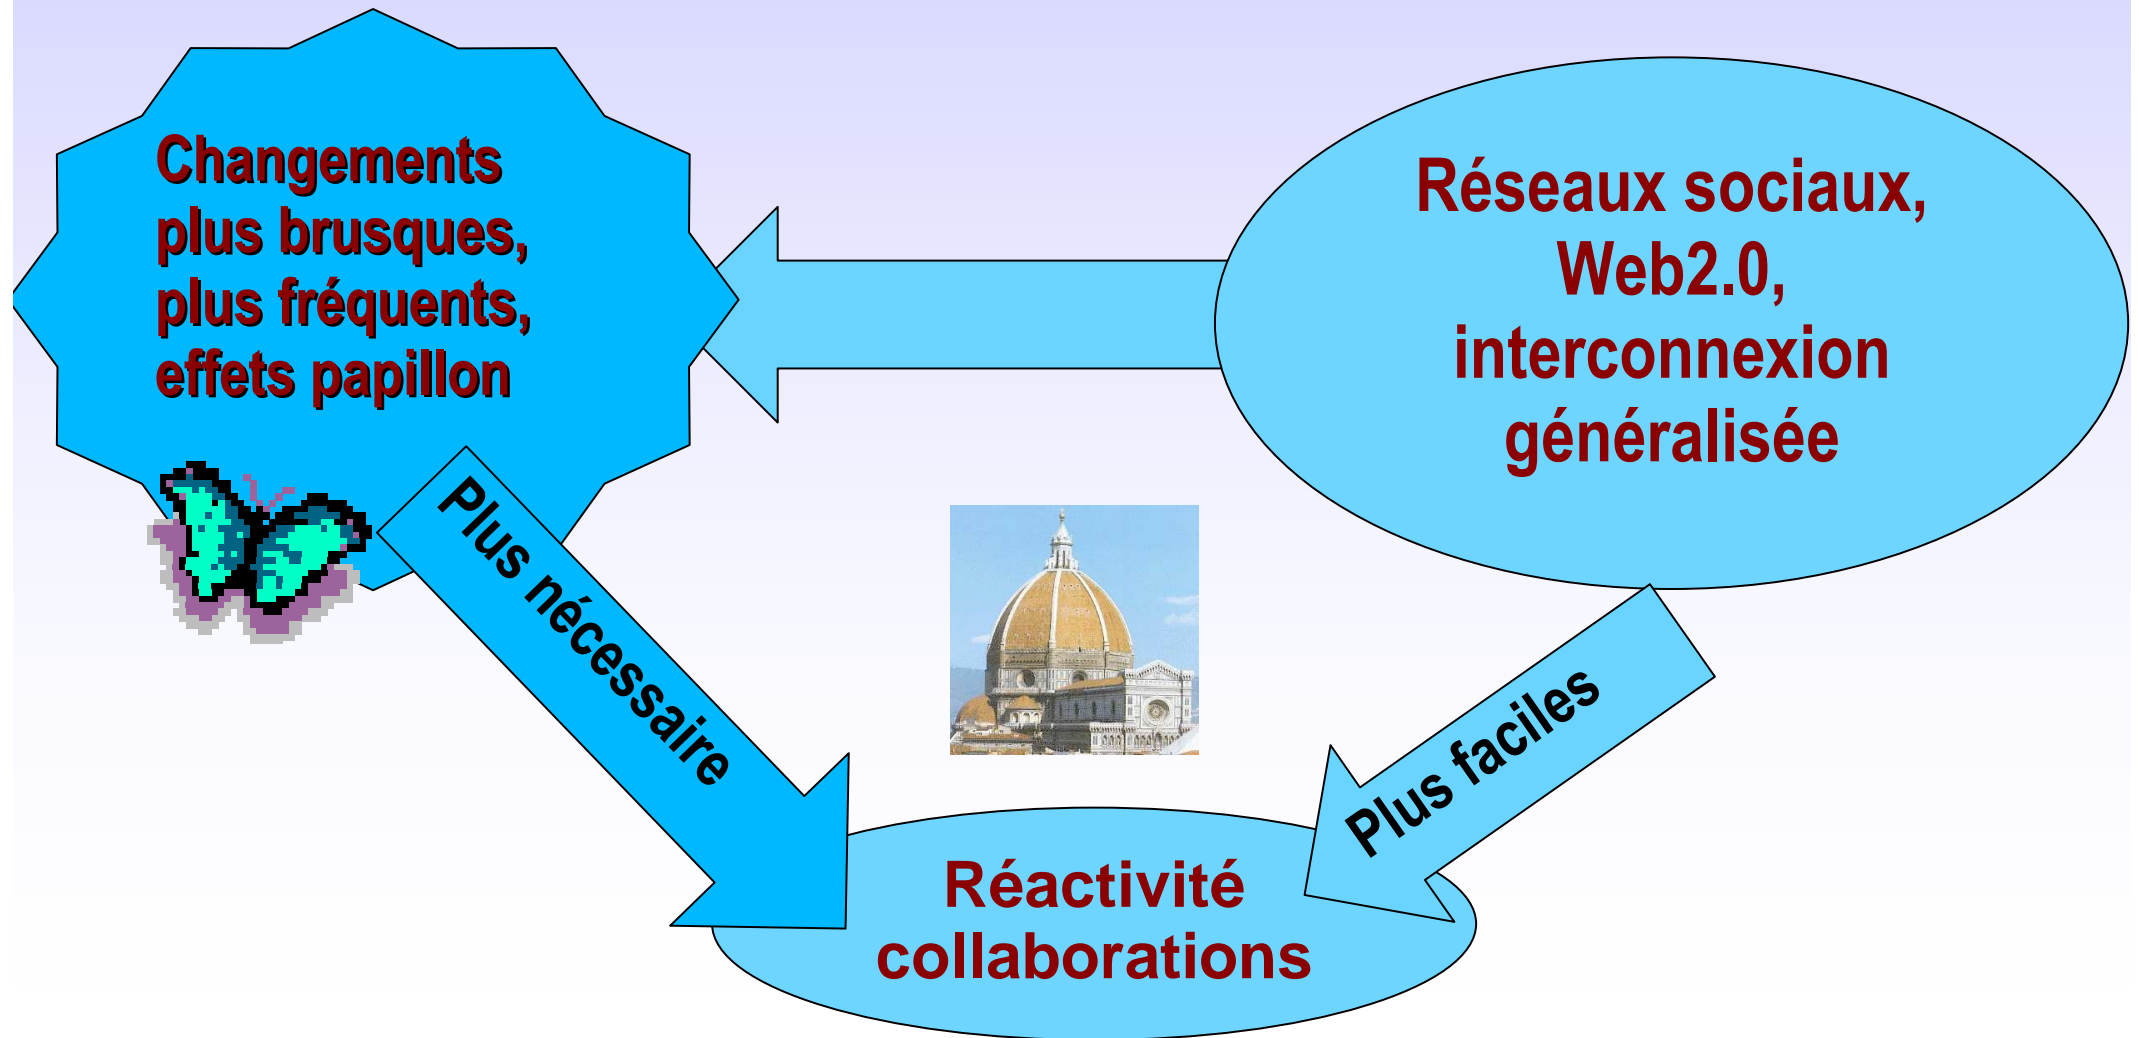 Changements
plus brusques,
plus fréquents,
effets papillon
Réseaux sociaux,
Web2.0,
interconnexion
généralisée
Plus nécessaire
Plus faciles
Réactivité
collaborations